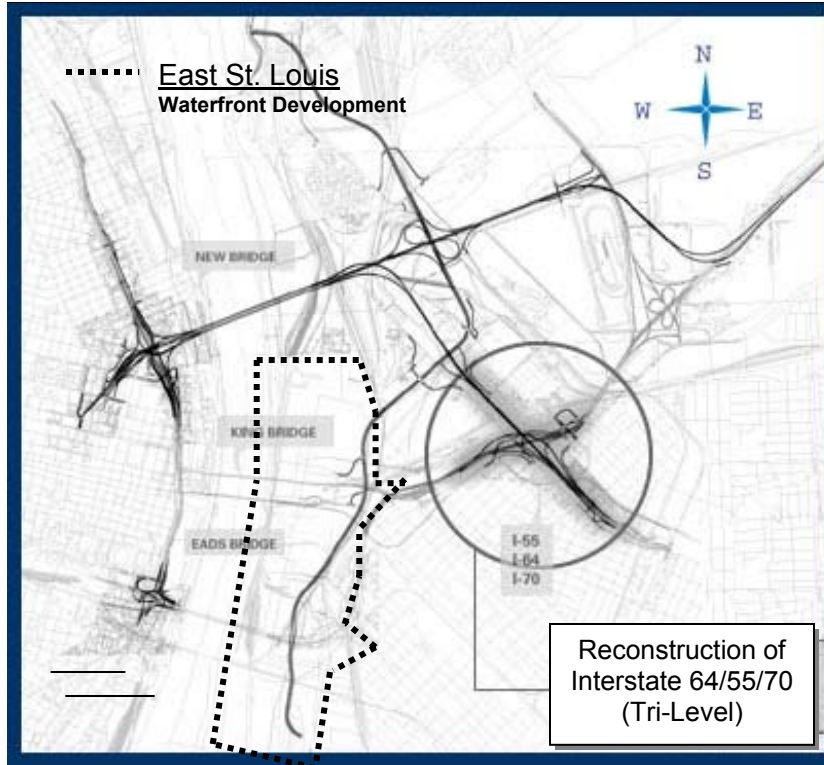 East St. Louis
Waterfront Development
N
W E
S
NEW BRIDGE
KING BRIDGE
EADS BRIDGE
I-55
I-64
I-70
Reconstruction of
Interstate 64/55/70
(Tri-Level)